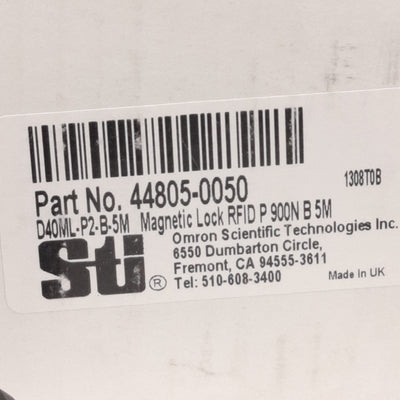 Part No. 44805-0050
1308T0B
D40ML-P2-B-5M Magnetic Lock RFID P 900N B 5M
sti ®
Omron Scientific Technologies Inc.
6550 Dumbarton Circle,
Fremont, CA 94555-3611
Tel: 510-608-3400
Made in UK